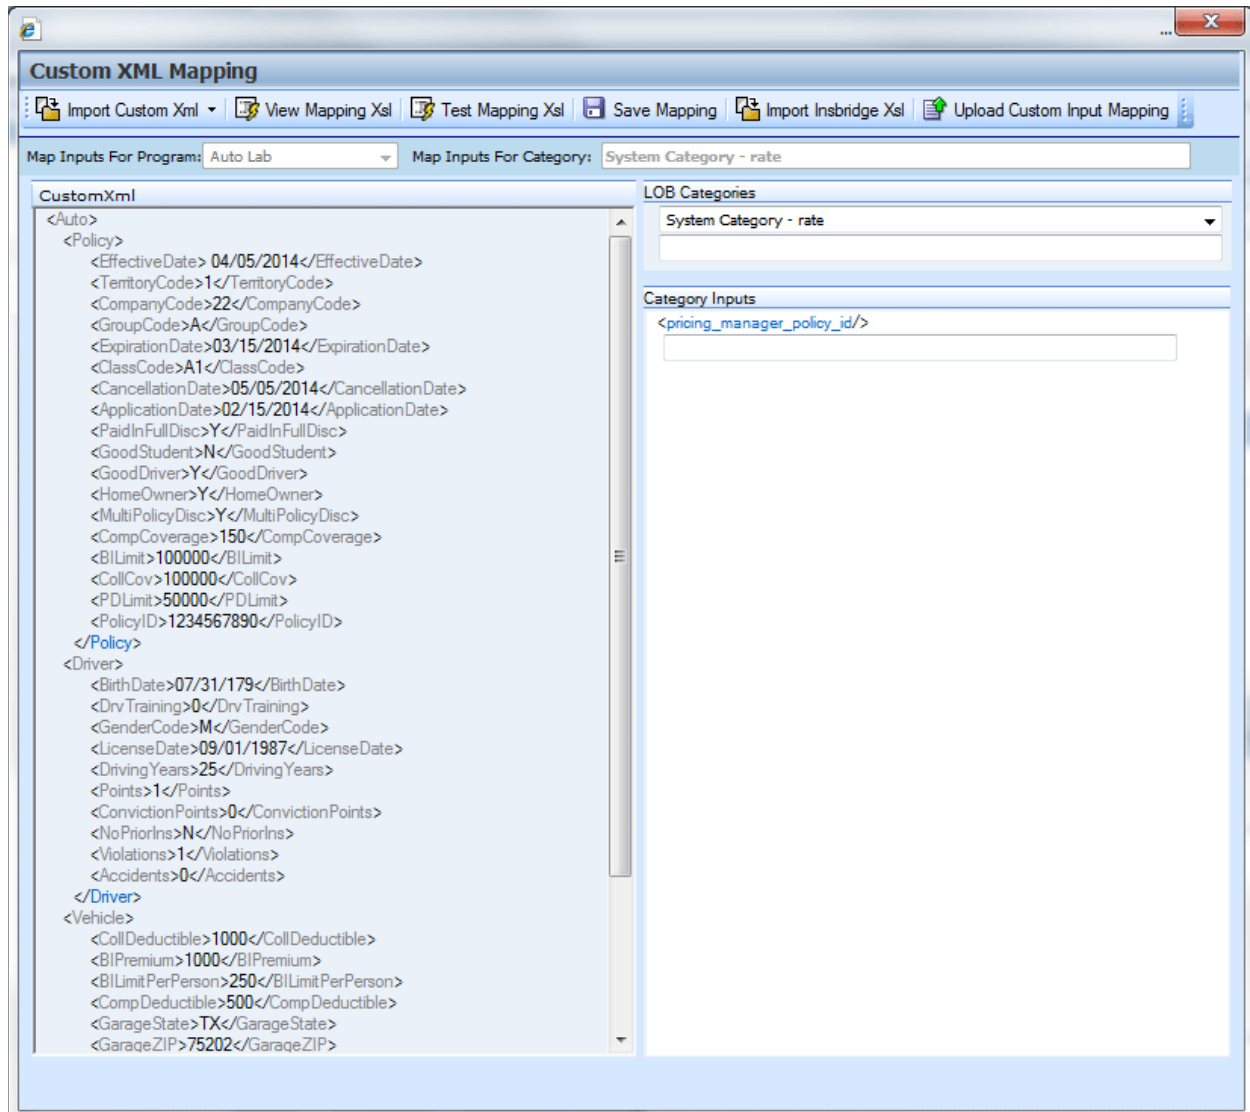 ...
X
Custom XML Mapping
Import Custom Xml View Mapping Xsl Test Mapping Xsl Save Mapping Import Insbridge Xsl Upload Custom Input Mapping
Map Inputs For Program: Auto Lab Map Inputs For Category: System Category - rate
CustomXml
<Auto>
<Policy>
<EffectiveDate> 04/05/2014</EffectiveDate>
<TerritoryCode>1</TerritoryCode>
<CompanyCode>22</CompanyCode>
<GroupCode>A</GroupCode>
<ExpirationDate>03/15/2014</ExpirationDate>
<ClassCode>A1</ClassCode>
<CancellationDate>05/05/2014</CancellationDate>
<ApplicationDate>02/15/2014</ApplicationDate>
<PaidInFullDisc>Y</PaidInFullDisc>
<GoodStudent>N</GoodStudent>
<GoodDriver>Y</GoodDriver>
<HomeOwner>Y</HomeOwner>
<MultiPolicyDisc>Y</MultiPolicyDisc>
<CompCoverage>150</CompCoverage>
<BILimit>100000</BILimit>
<CollCov>100000</CollCov>
<PDLimit>50000</PDLimit>
<PolicyID>1234567890</PolicyID>
</Policy>
<Driver>
<BirthDate>07/31/179</BirthDate>
<DrvTraining>0</DrvTraining>
<GenderCode>M</GenderCode>
<LicenseDate>09/01/1987</LicenseDate>
<DrivingYears>25</DrivingYears>
<Points>1</Points>
<ConvictionPoints>0</ConvictionPoints>
<NoPriorIns>N</NoPriorIns>
<Violations>1</Violations>
<Accidents>0</Accidents>
</Driver>
<Vehicle>
<CollDeductible>1000</CollDeductible>
<BIPremium>1000</BIPremium>
<BILimitPerPerson>250</BILimitPerPerson>
<CompDeductible>500</CompDeductible>
<GarageState>TX</GarageState>
<GarageZIP>75202</GarageZIP>
LOB Categories
System Category - rate
Category Inputs
<pricing_manager_policy_id/>